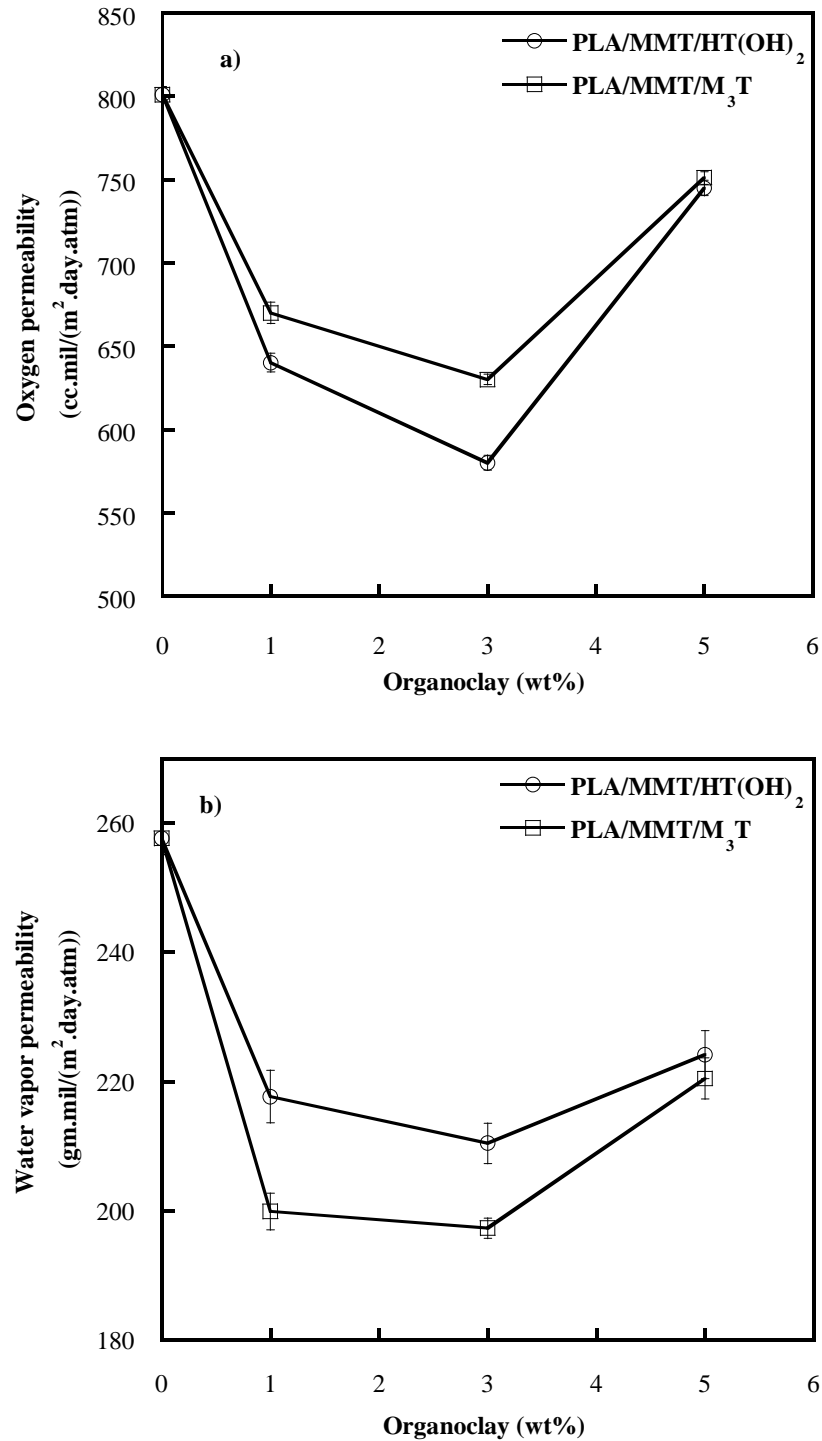 850
800
750
700
650
600
550
500
a)
PLA/MMT/HT(OH)₂
PLA/MMT/M₃T
Oxygen permeability
(cc.mil/(m².day.atm))
0 1 2 3 4 5 6
Organoclay (wt%)
260
240
220
200
180
b)
PLA/MMT/HT(OH)₂
PLA/MMT/M₃T
Water vapor permeability
(gm.mil/(m².day.atm))
0 1 2 3 4 5 6
Organoclay (wt%)